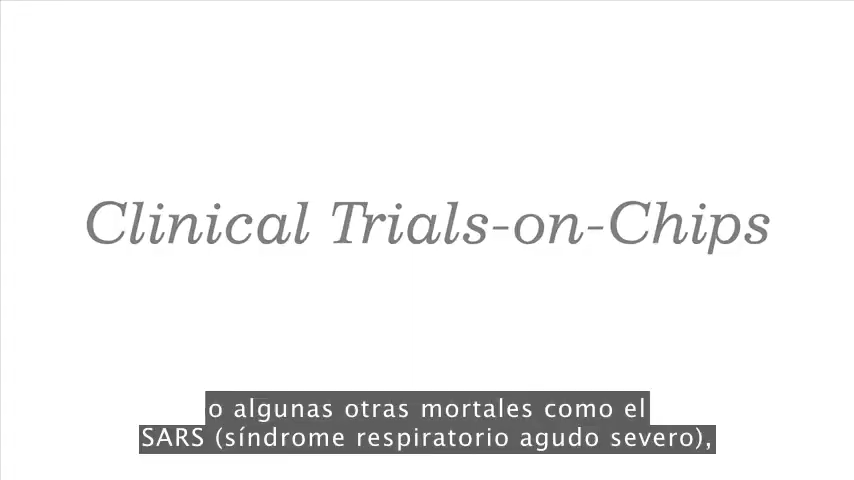 Clinical Trials-on-Chips
o algunas otras mortales como el
SARS (síndrome respiratorio agudo severo),